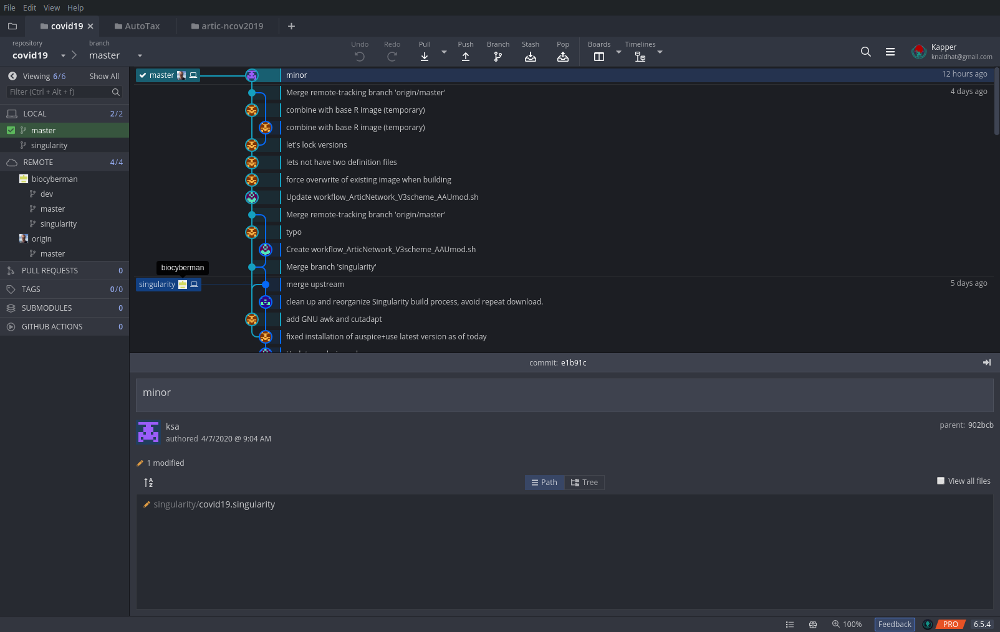 File Edit View Help
covid19 AutoTax artic-ncov2019 +
repository
covid19
branch
master
Undo Redo Pull Push Branch Stash Pop Boards Timelines
Kapper
knaldhat@gmail.com
Viewing 6/6 Show All
Filter (Ctrl + Alt + f)
LOCAL 2/2
master
singularity
REMOTE 4/4
biocyberman
dev
master
singularity
origin
master
PULL REQUESTS 0
TAGS 0/0
SUBMODULES 0
GITHUB ACTIONS 0
master minor 12 hours ago
Merge remote-tracking branch 'origin/master' 4 days ago
combine with base R image (temporary)
combine with base R image (temporary)
let's lock versions
lets not have two definition files
force overwrite of existing image when building
Update workflow_ArticNetwork_V3scheme_AAUmod.sh
Merge remote-tracking branch 'origin/master'
typo
Create workflow_ArticNetwork_V3scheme_AAUmod.sh
Merge branch 'singularity'
biocyberman
singularity merge upstream 5 days ago
clean up and reorganize Singularity build process, avoid repeat download.
add GNU awk and cutadapt
fixed installation of auspice+use latest version as of today
commit: e1b91c
minor
ksa
authored 4/7/2020 @ 9:04 AM
parent: 902bcb
1 modified
A Z
Path Tree
View all files
singularity/covid19.singularity
100% Feedback PRO 6.5.4